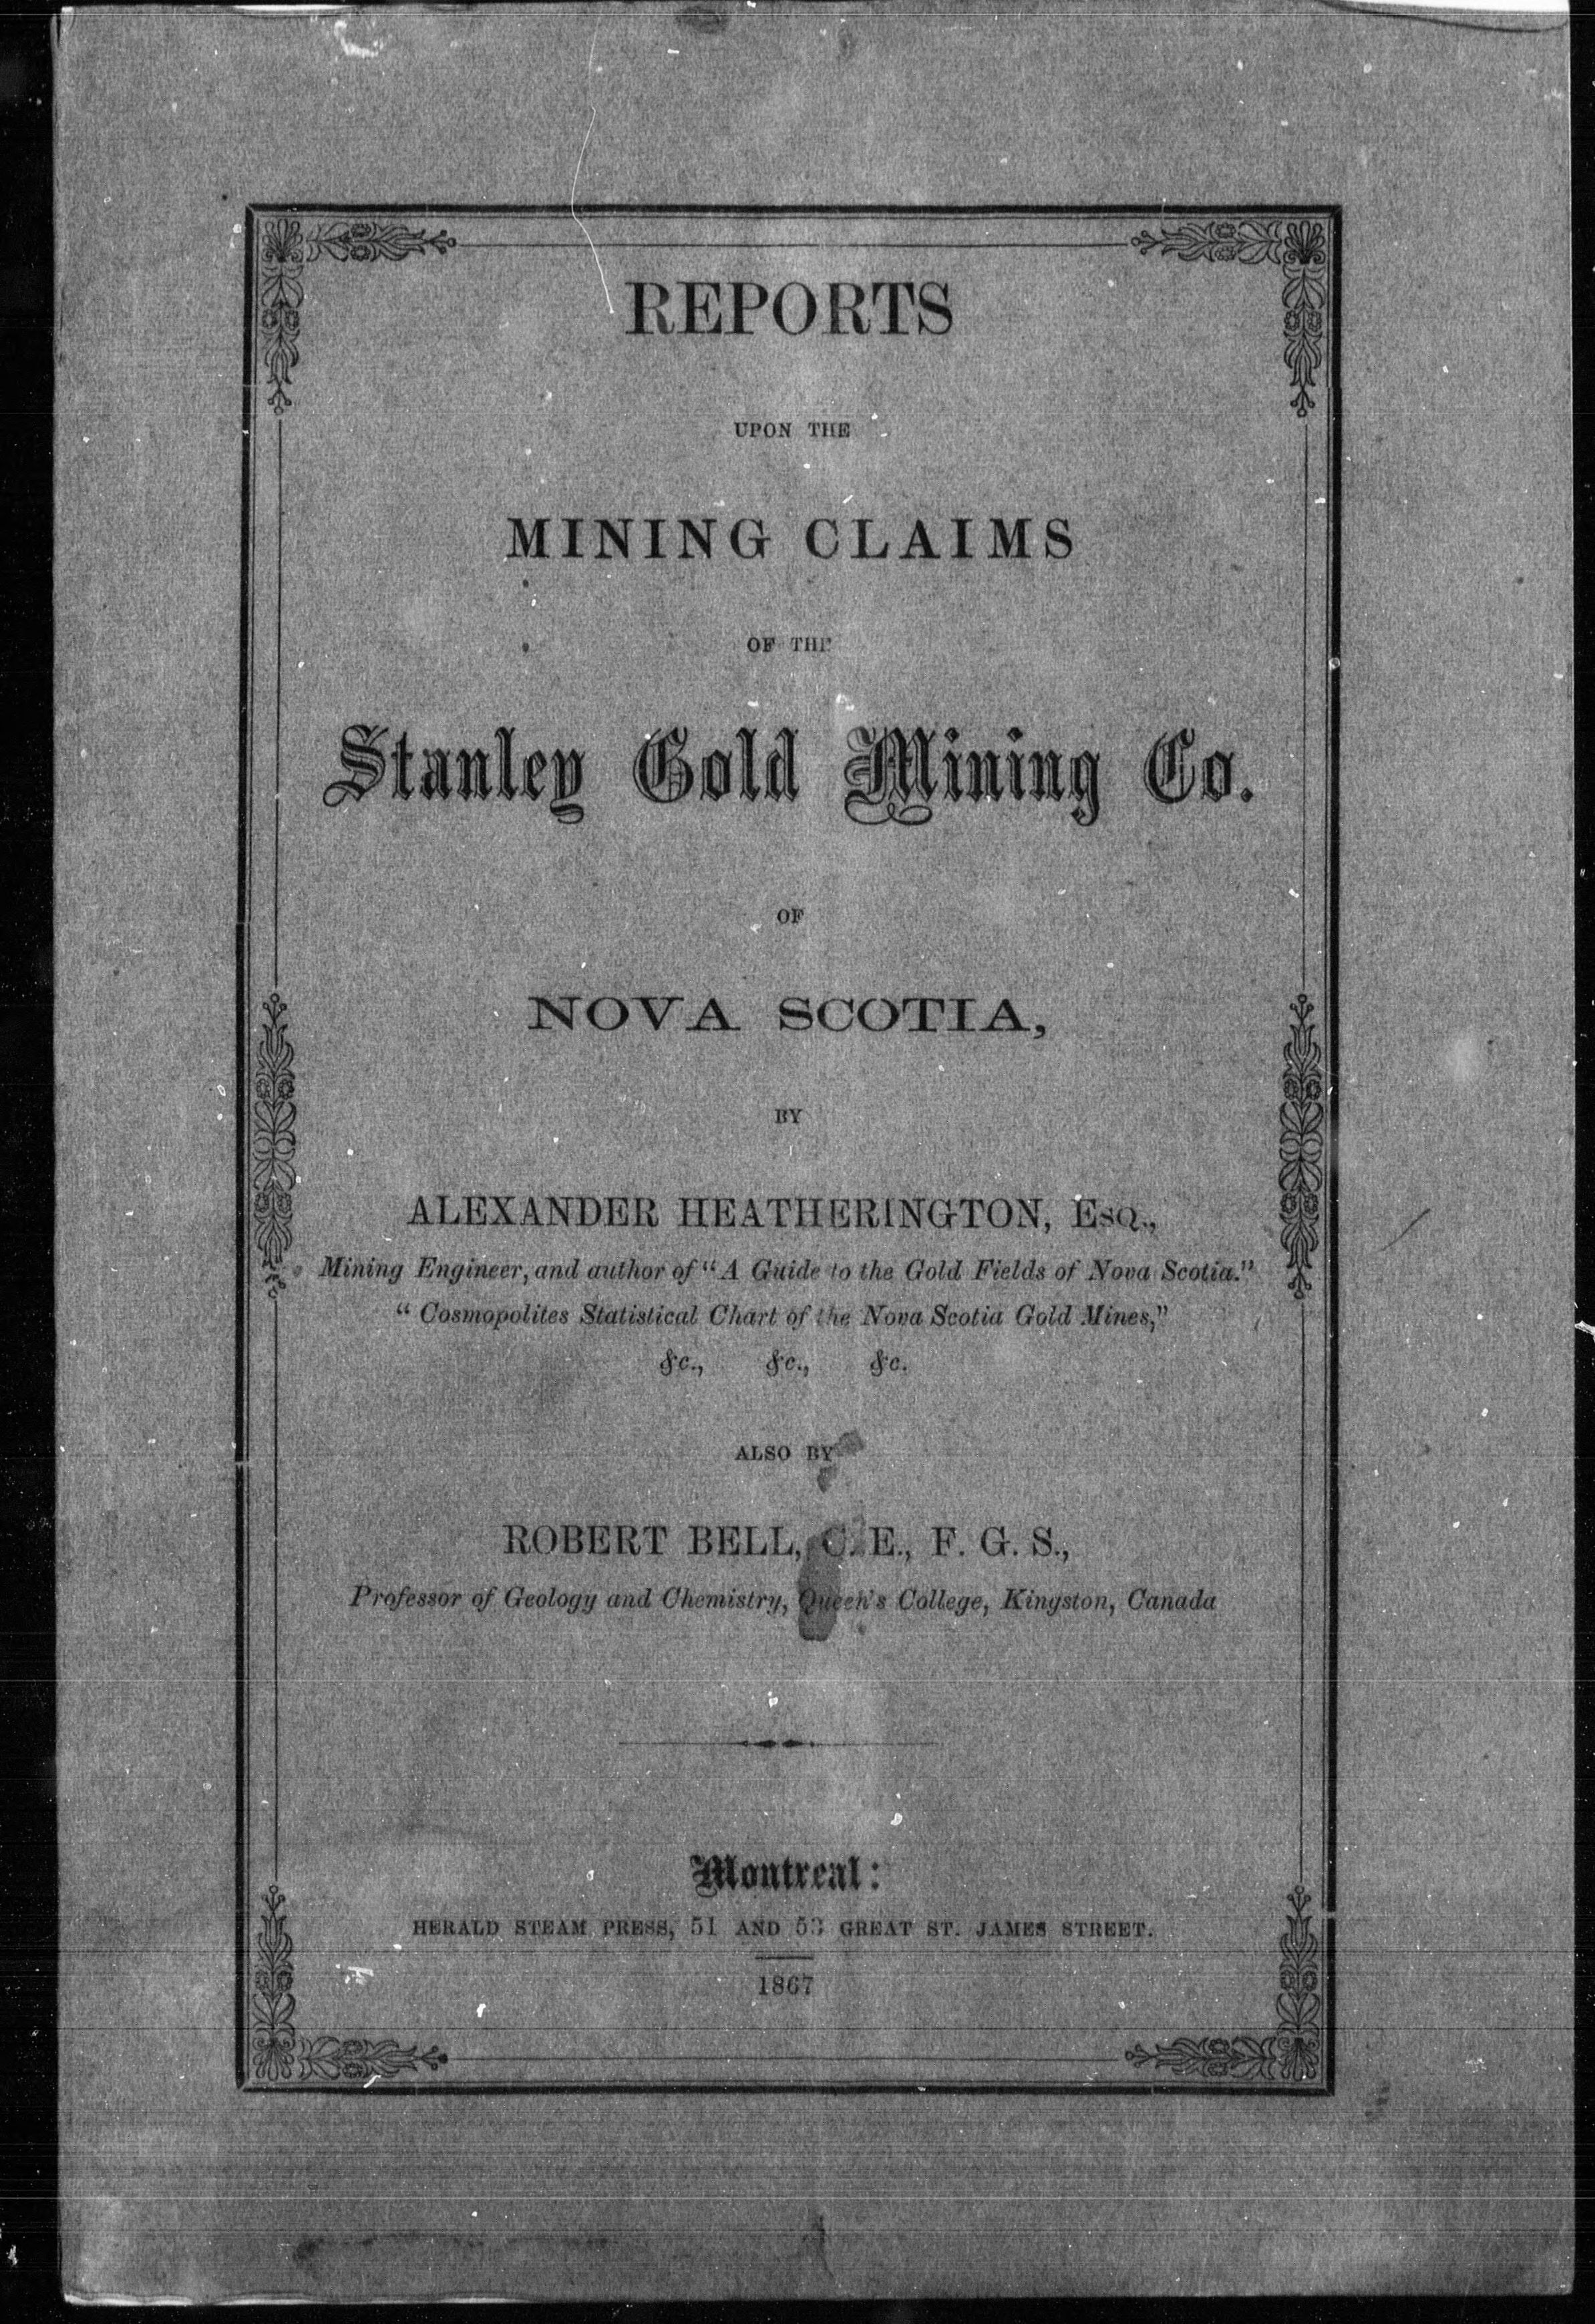 REPORTS
UPON THE
MINING CLAIMS
OF THE
Stanley Gold Mining Co.
OF
NOVA SCOTIA,
BY
ALEXANDER HEATHERINGTON, Esq.,
Mining Engineer, and author of "A Guide to the Gold Fields of Nova Scotia."
"Cosmopolites Statistical Chart of the Nova Scotia Gold Mines,"
&c., &c., &c.
ALSO BY
ROBERT BELL, C. E., F. G. S.,
Professor of Geology and Chemistry, Queen's College, Kingston, Canada
Montreal:
HERALD STEAM PRESS, 51 AND 53 GREAT ST. JAMES STREET.
1867